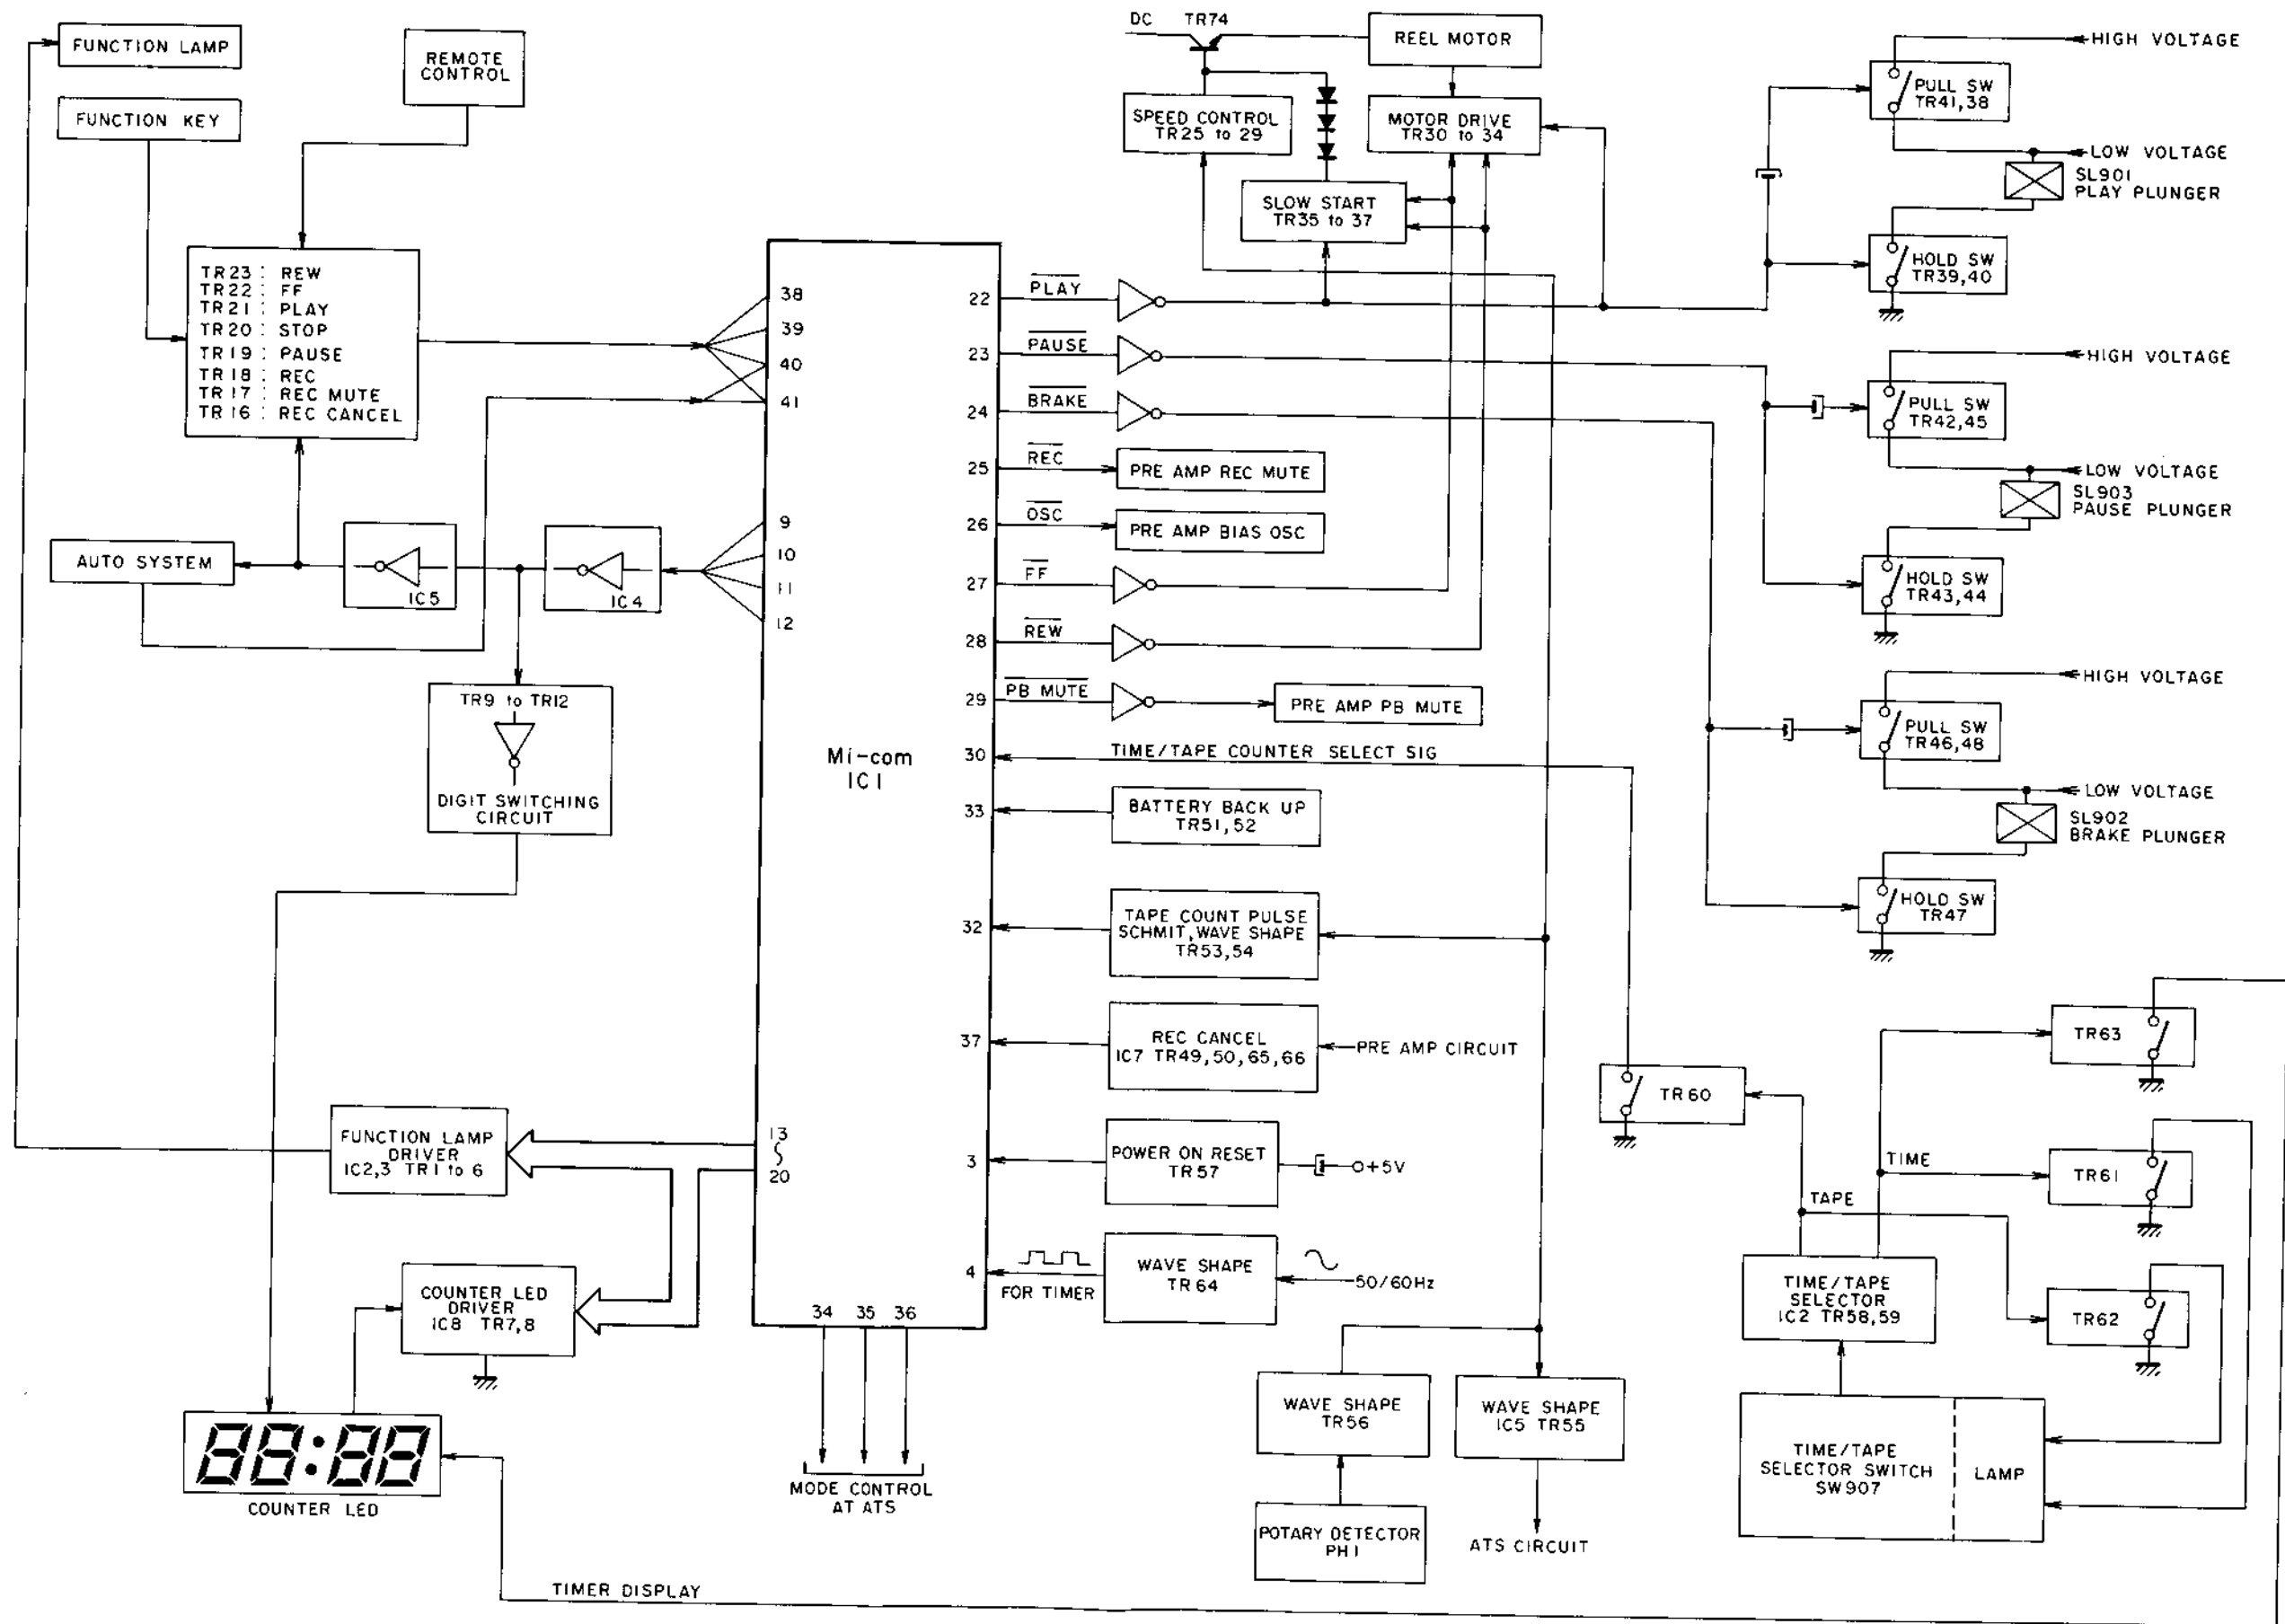 FUNCTION LAMP
FUNCTION KEY
REMOTE
CONTROL
TR23 : REW
TR22 : FF
TR21 : PLAY
TR20 : STOP
TR19 : PAUSE
TR18 : REC
TR17 : REC MUTE
TR16 : REC CANCEL
AUTO SYSTEM
IC5
IC4
TR9 to TR12
DIGIT SWITCHING
CIRCUIT
FUNCTION LAMP
DRIVER
IC2,3 TR1 to 6
COUNTER LED
DRIVER
IC8 TR7,8
88:88
COUNTER LED
TIMER DISPLAY
38
39
40
41
9
10
11
12
13
20
Mi-com
IC1
34 35 36
MODE CONTROL
AT ATS
22
23
24
25
26
27
28
29
30
33
32
37
3
4
PLAY
PAUSE
BRAKE
REC
OSC
FF
REW
PB MUTE
TIME/TAPE COUNTER SELECT SIG
DC TR74
REEL MOTOR
SPEED CONTROL
TR25 to 29
MOTOR DRIVE
TR30 to 34
SLOW START
TR35 to 37
PRE AMP REC MUTE
PRE AMP BIAS OSC
PRE AMP PB MUTE
BATTERY BACK UP
TR51,52
TAPE COUNT PULSE
SCHMIT,WAVE SHAPE
TR53,54
REC CANCEL
IC7 TR49,50,65,66
PRE AMP CIRCUIT
POWER ON RESET
TR57
+5V
FOR TIMER
WAVE SHAPE
TR64
50/60Hz
WAVE SHAPE
TR56
WAVE SHAPE
IC5 TR55
POTARY DETECTOR
PH1
ATS CIRCUIT
HIGH VOLTAGE
PULL SW
TR41,38
LOW VOLTAGE
SL901
PLAY PLUNGER
HOLD SW
TR39,40
HIGH VOLTAGE
PULL SW
TR42,45
LOW VOLTAGE
SL903
PAUSE PLUNGER
HOLD SW
TR43,44
HIGH VOLTAGE
PULL SW
TR46,48
LOW VOLTAGE
SL902
BRAKE PLUNGER
HOLD SW
TR47
TR63
TR60
TIME
TR61
TAPE
TR62
TIME/TAPE
SELECTOR
IC2 TR58,59
TIME/TAPE
SELECTOR SWITCH
SW907
LAMP